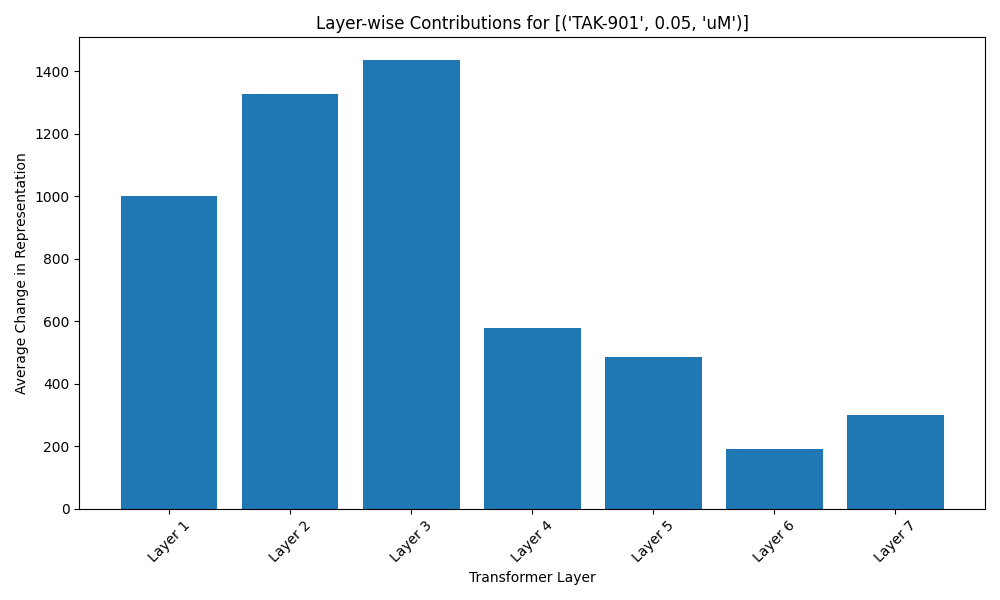 Layer-wise Contributions for [('TAK-901', 0.05, 'uM')]
Average Change in Representation
1400
1200
1000
800
600
400
200
0
Layer 1
Layer 2
Layer 3
Layer 4
Layer 5
Layer 6
Layer 7
Transformer Layer